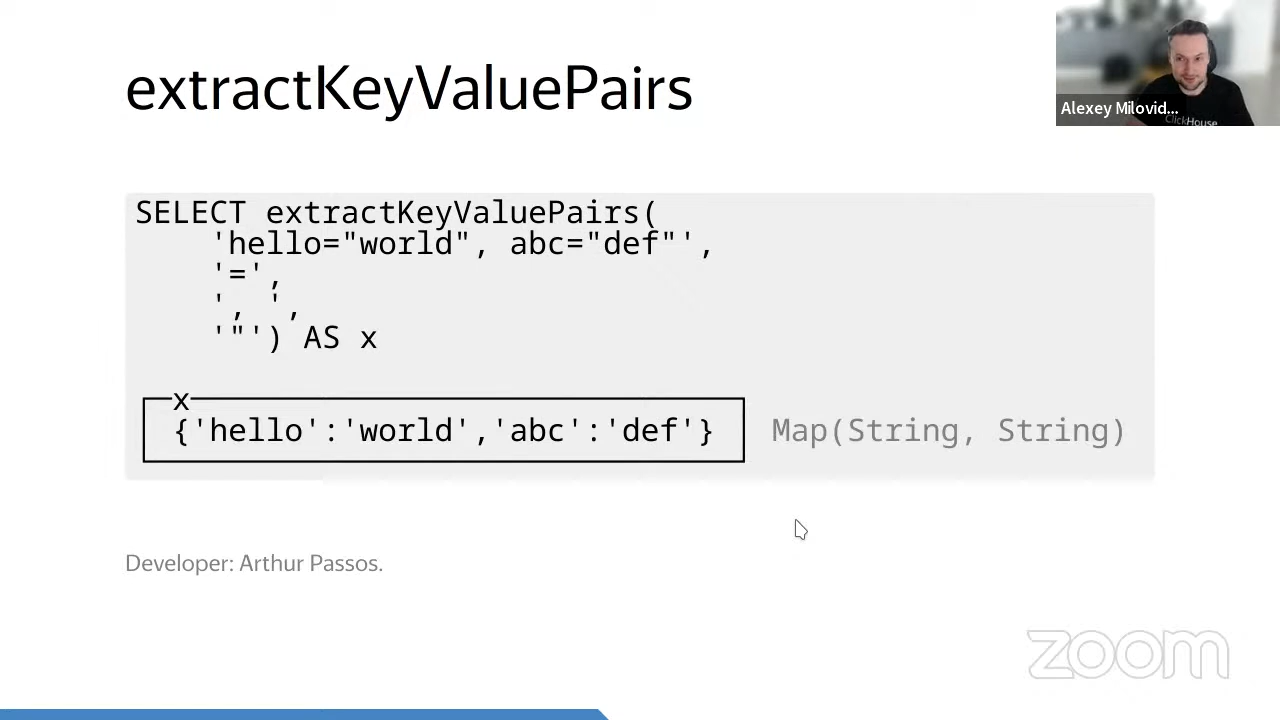 extractKeyValuePairs
Alexey Milovid...
ClickHouse
SELECT extractKeyValuePairs(
'hello="world", abc="def"',
'=',
', ',
'"') AS x
x
{'hello':'world','abc':'def'} Map(String, String)
Developer: Arthur Passos.
zoom